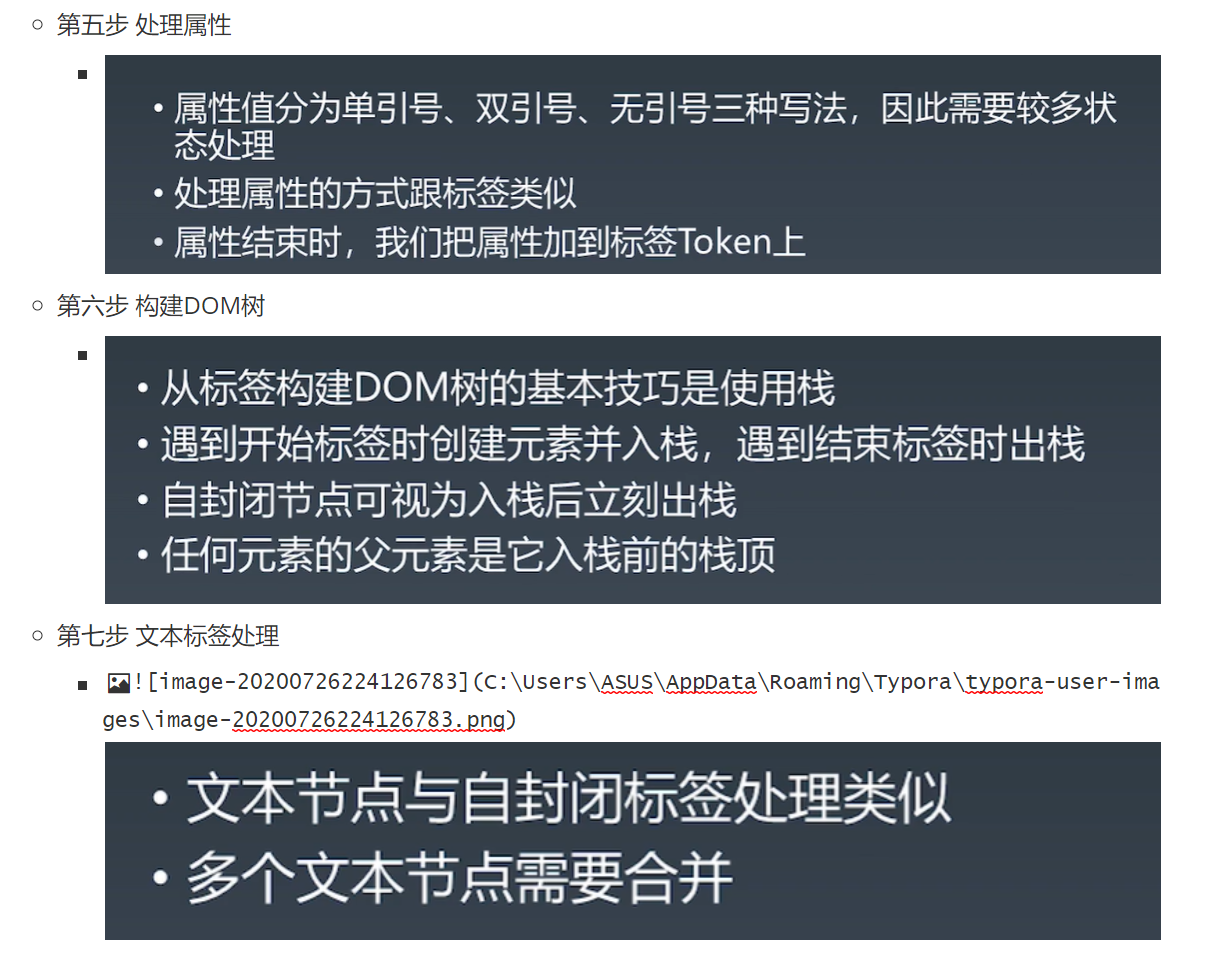 第五步 处理属性
• 属性值分为单引号、双引号、无引号三种写法，因此需要较多状
态处理
• 处理属性的方式跟标签类似
• 属性结束时，我们把属性加到标签Token上
第六步 构建DOM树
• 从标签构建DOM树的基本技巧是使用栈
• 遇到开始标签时创建元素并入栈，遇到结束标签时出栈
• 自封闭节点可视为入栈后立刻出栈
• 任何元素的父元素是它入栈前的栈顶
第七步 文本标签处理
![image-20200726224126783](C:\Users\ASUS\AppData\Roaming\Typora\typora-user-ima
ges\image-20200726224126783.png)
• 文本节点与自封闭标签处理类似
• 多个文本节点需要合并